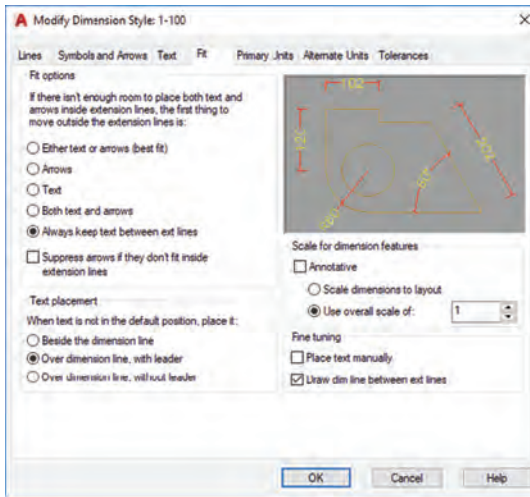 Modify Dimension Style: 1-100
Lines Symbols and Arrows Text Fit Primary Units Alternate Units Tolerances
Fit options
If there isn't enough room to place both text and
arrows inside extension lines, the first thing to
move outside the extension lines is:
Either text or arrows (best fit)
Arrows
Text
Both text and arrows
Always keep text between ext lines
Suppress arrows if they don't fit inside
extension lines
Text placement
When text is not in the default position, place it:
Beside the dimension line
Over dimension line, with leader
Over dimension line, without leader
Scale for dimension features
Annotative
Scale dimensions to layout
Use overall scale of: 1
Fine tuning
Place text manually
Draw dim line between ext lines
OK Cancel Help